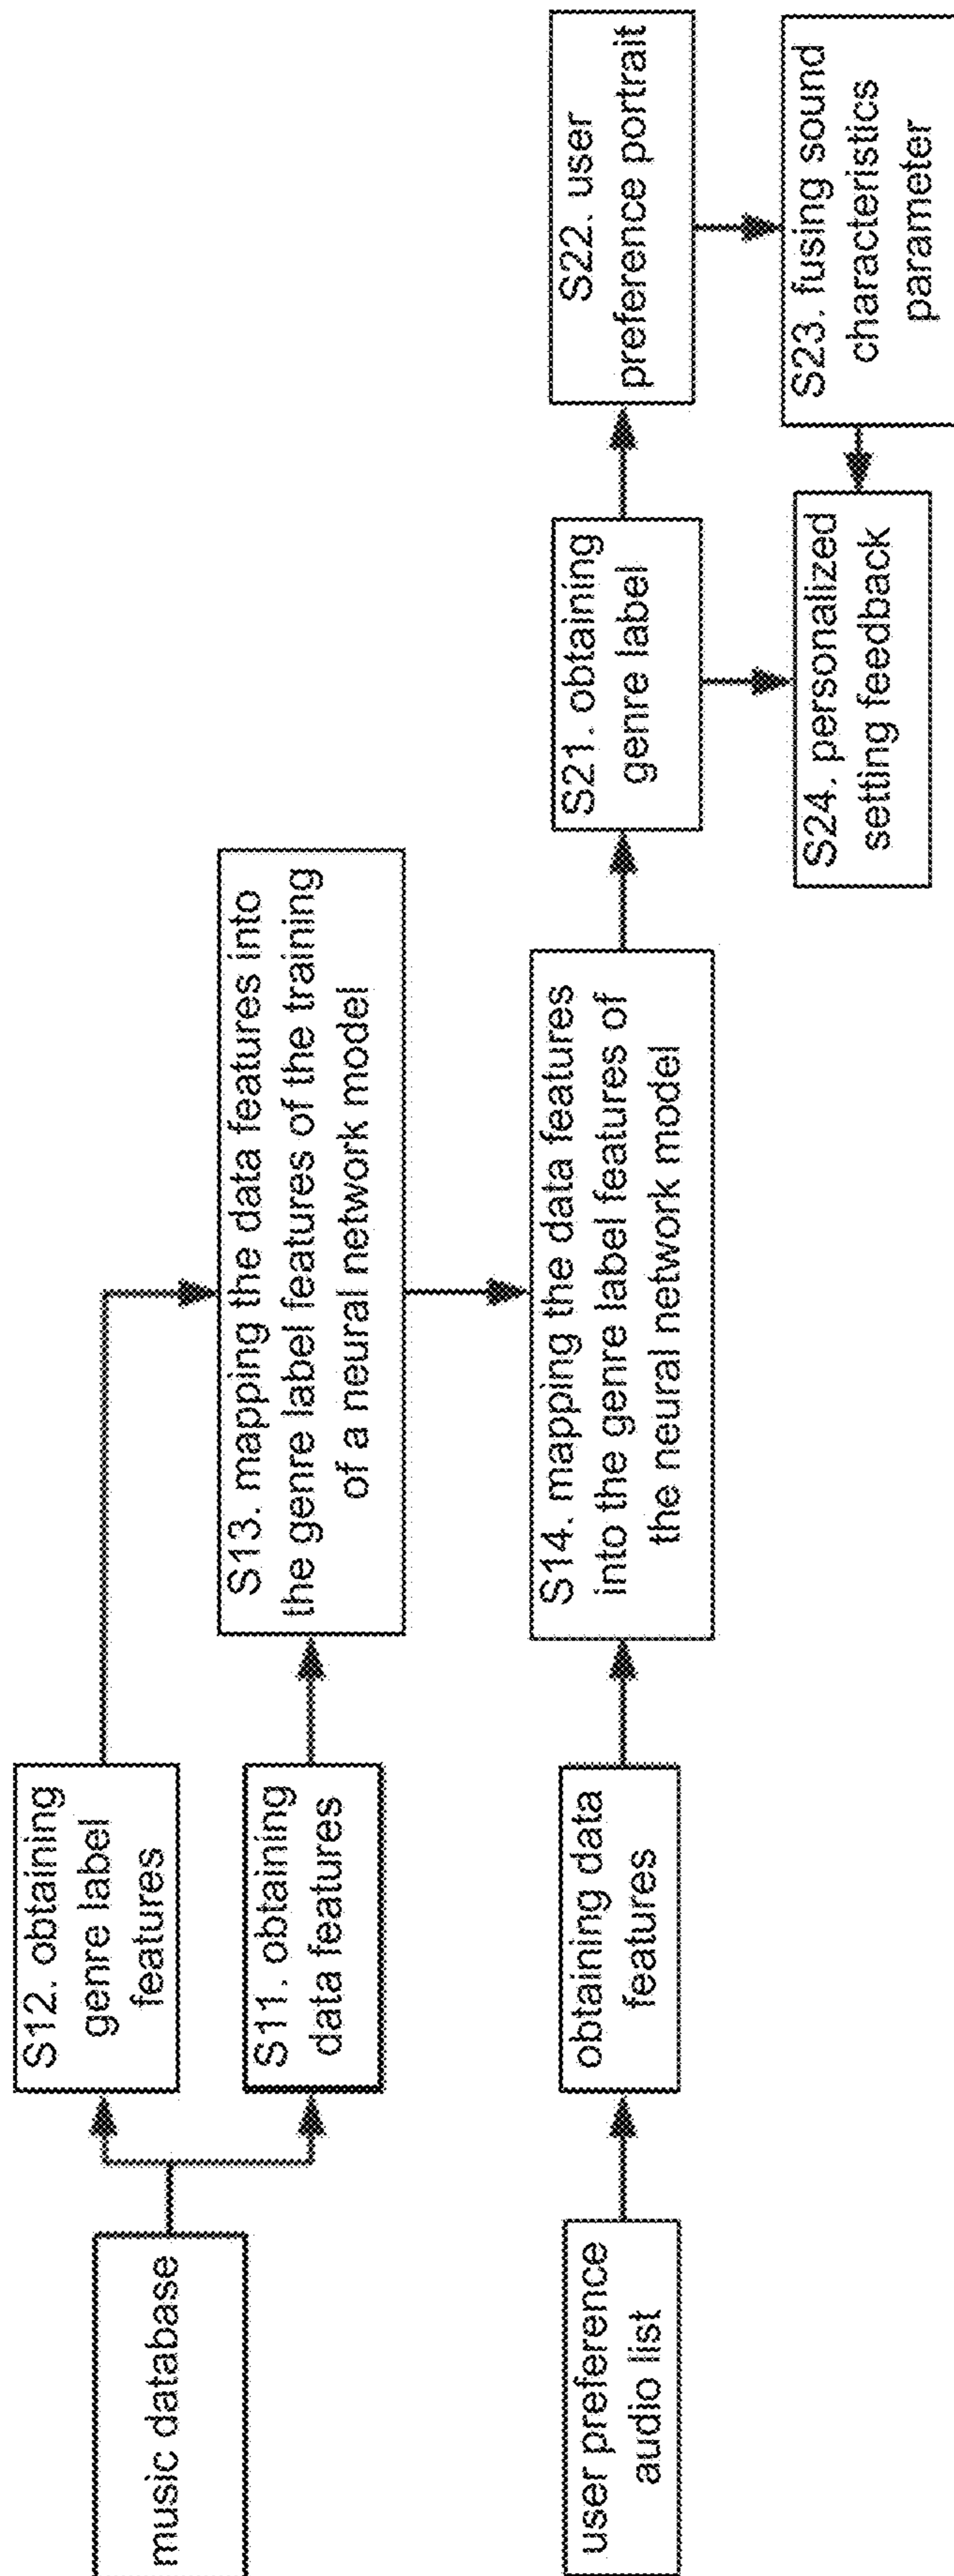 music database
S12. obtaining
genre label
features
S11. obtaining
data features
S13. mapping the data features into
the genre label features of the training
of a neural network model
user preference
audio list
obtaining data
features
S14. mapping the data features
into the genre label features of
the neural network model
S21. obtaining
genre label
S22. user
preference portrait
S24. personalized
setting feedback
S23. fusing sound
characteristics
parameter